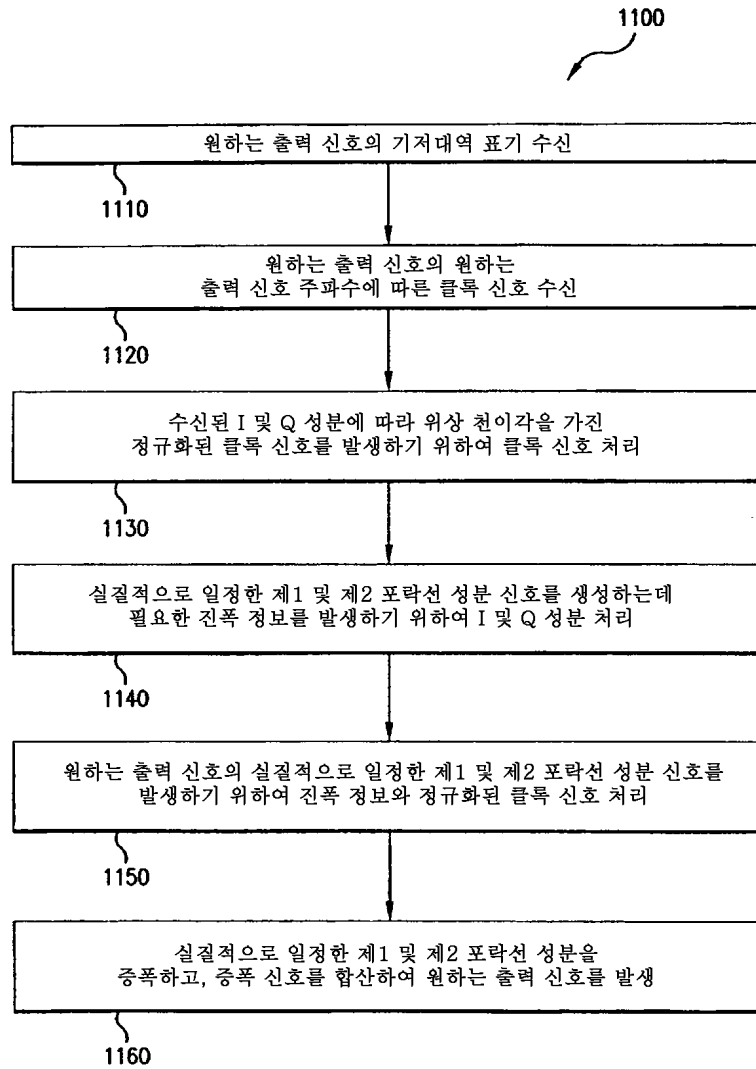 1100
원하는 출력 신호의 기저대역 표기 수신
1110
원하는 출력 신호의 원하는
출력 신호 주파수에 따른 클록 신호 수신
1120
수신된 I 및 Q 성분에 따라 위상 천이각을 가진
정규화된 클록 신호를 발생하기 위하여 클록 신호 처리
1130
실질적으로 일정한 제1 및 제2 포락선 성분 신호를 생성하는데
필요한 진폭 정보를 발생하기 위하여 I 및 Q 성분 처리
1140
원하는 출력 신호의 실질적으로 일정한 제1 및 제2 포락선 성분 신호를
발생하기 위하여 진폭 정보와 정규화된 클록 신호 처리
1150
실질적으로 일정한 제1 및 제2 포락선 성분을
증폭하고, 증폭 신호를 합산하여 원하는 출력 신호를 발생
1160